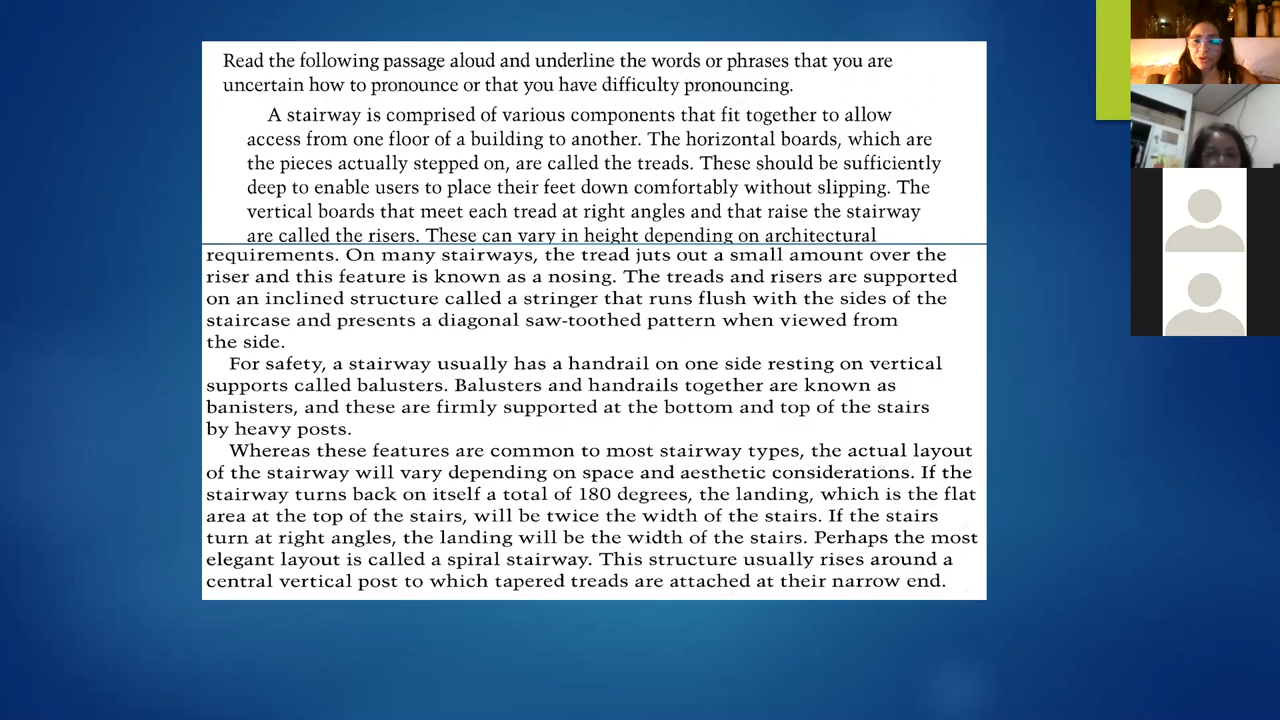 Read the following passage aloud and underline the words or phrases that you are
uncertain how to pronounce or that you have difficulty pronouncing.
A stairway is comprised of various components that fit together to allow
access from one floor of a building to another. The horizontal boards, which are
the pieces actually stepped on, are called the treads. These should be sufficiently
deep to enable users to place their feet down comfortably without slipping. The
vertical boards that meet each tread at right angles and that raise the stairway
are called the risers. These can vary in height depending on architectural
requirements. On many stairways, the tread juts out a small amount over the
riser and this feature is known as a nosing. The treads and risers are supported
on an inclined structure called a stringer that runs flush with the sides of the
staircase and presents a diagonal saw-toothed pattern when viewed from
the side.
For safety, a stairway usually has a handrail on one side resting on vertical
supports called balusters. Balusters and handrails together are known as
banisters, and these are firmly supported at the bottom and top of the stairs
by heavy posts.
Whereas these features are common to most stairway types, the actual layout
of the stairway will vary depending on space and aesthetic considerations. If the
stairway turns back on itself a total of 180 degrees, the landing, which is the flat
area at the top of the stairs, will be twice the width of the stairs. If the stairs
turn at right angles, the landing will be the width of the stairs. Perhaps the most
elegant layout is called a spiral stairway. This structure usually rises around a
central vertical post to which tapered treads are attached at their narrow end.